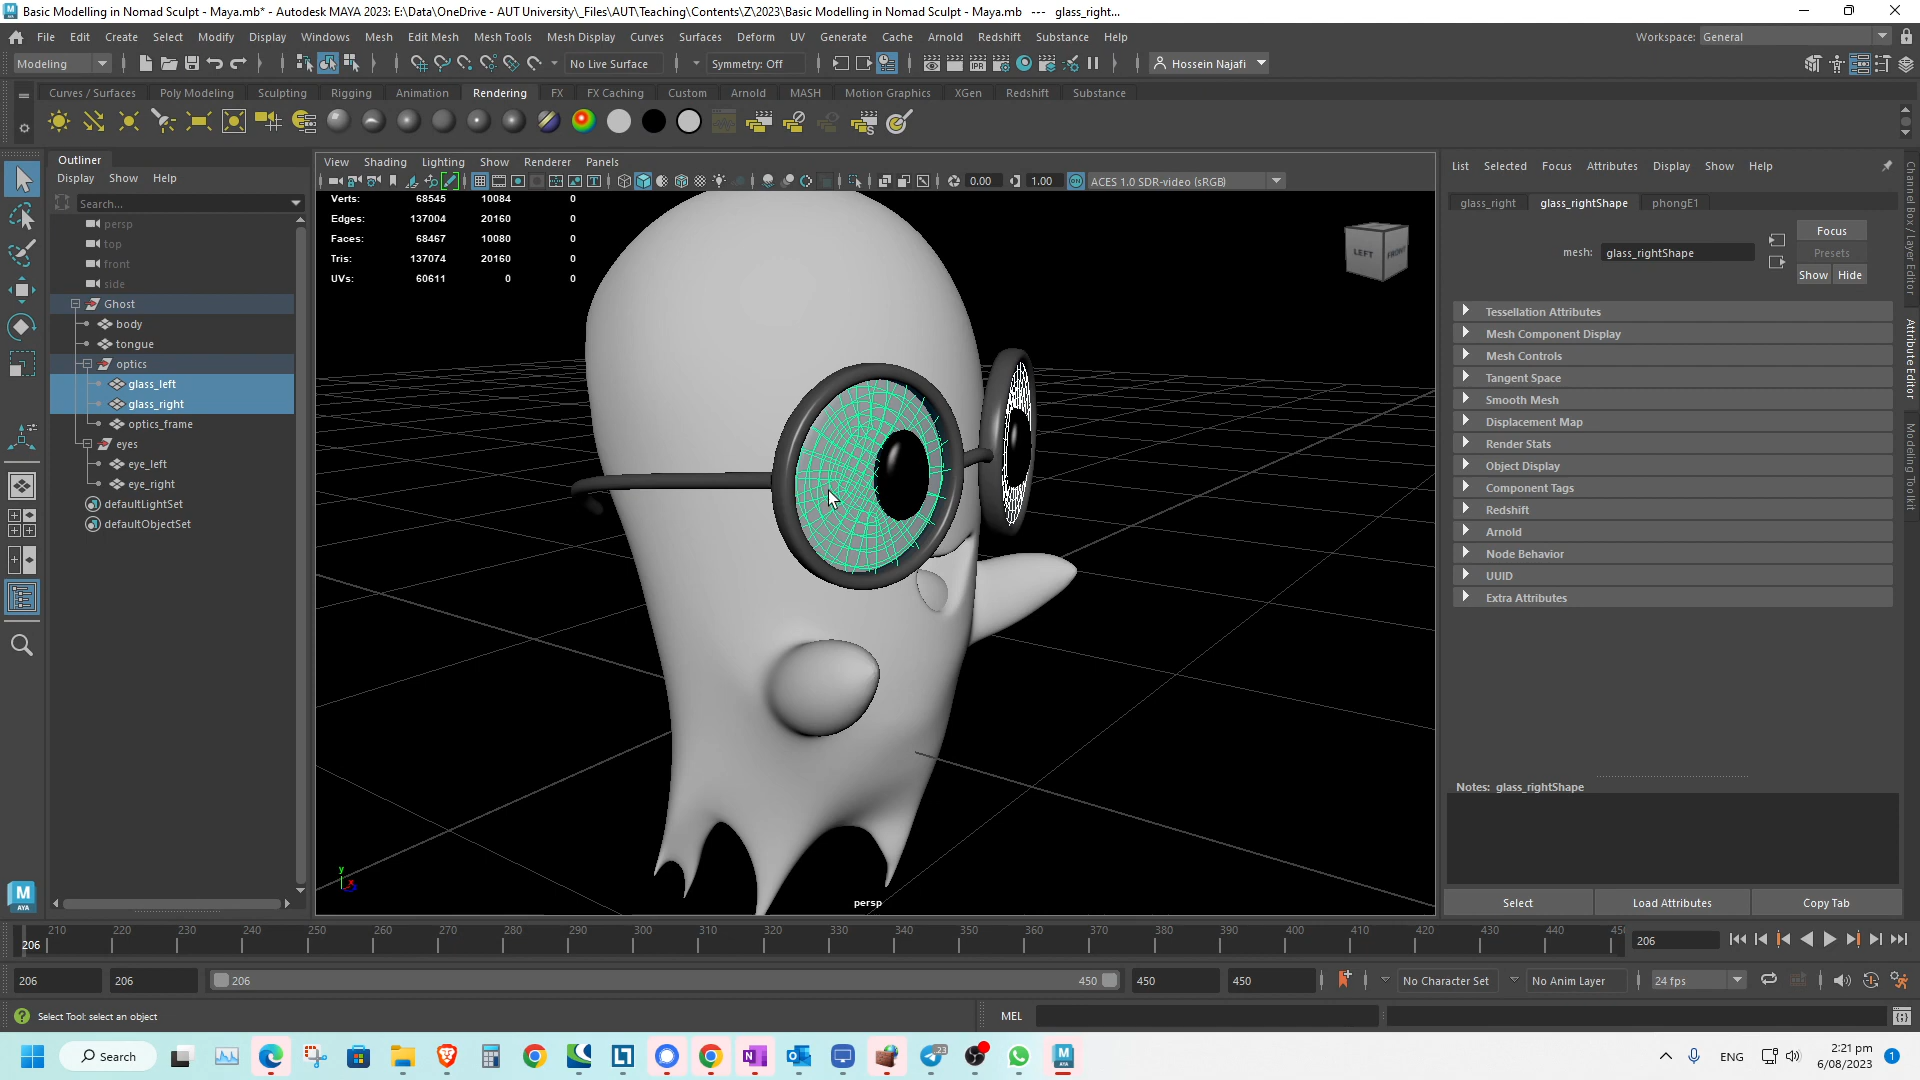 Basic Modelling in Nomad Sculpt - Maya.mb* - Autodesk MAYA 2023: E:\Data\OneDrive - AUT University\_Files\AUT\Teaching\Contents\Z\2023\Basic Modelling in Nomad Sculpt - Maya.mb --- glass_right...
File Edit Create Select Modify Display Windows Mesh Edit Mesh Mesh Tools Mesh Display Curves Surfaces Deform UV Generate Cache Arnold Redshift Substance Help
Workspace: General
Modeling No Live Surface Symmetry: Off Hossein Najafi
Curves / Surfaces Poly Modeling Sculpting Rigging Animation Rendering FX FX Caching Custom Arnold MASH Motion Graphics XGen Redshift Substance
Outliner
Display Show Help
Search...
persp
top
front
side
Ghost
body
tongue
optics
glass_left
glass_right
optics_frame
eyes
eye_left
eye_right
defaultLightSet
defaultObjectSet
View Shading Lighting Show Renderer Panels
0.00 1.00 ACES 1.0 SDR-video (sRGB)
Verts: 68545 10084 0
Edges: 137004 20160 0
Faces: 68467 10080 0
Tris: 137074 20160 0
UVs: 60611 0 0
LEFT FRONT
y
persp
List Selected Focus Attributes Display Show Help
glass_right glass_rightShape phongE1
mesh: glass_rightShape
Focus
Presets
Show Hide
Tessellation Attributes
Mesh Component Display
Mesh Controls
Tangent Space
Smooth Mesh
Displacement Map
Render Stats
Object Display
Component Tags
Redshift
Arnold
Node Behavior
UUID
Extra Attributes
Notes: glass_rightShape
Select Load Attributes Copy Tab
Channel Box / Layer Editor
Attribute Editor
Modeling Toolkit
206 210 220 230 240 250 260 270 280 290 300 310 320 330 340 350 360 370 380 390 400 410 420 430 440 206
206 206 206 450 450 450 No Character Set No Anim Layer 24 fps
Select Tool: select an object
MEL
Search
23
ENG
2:21 pm
6/08/2023
1